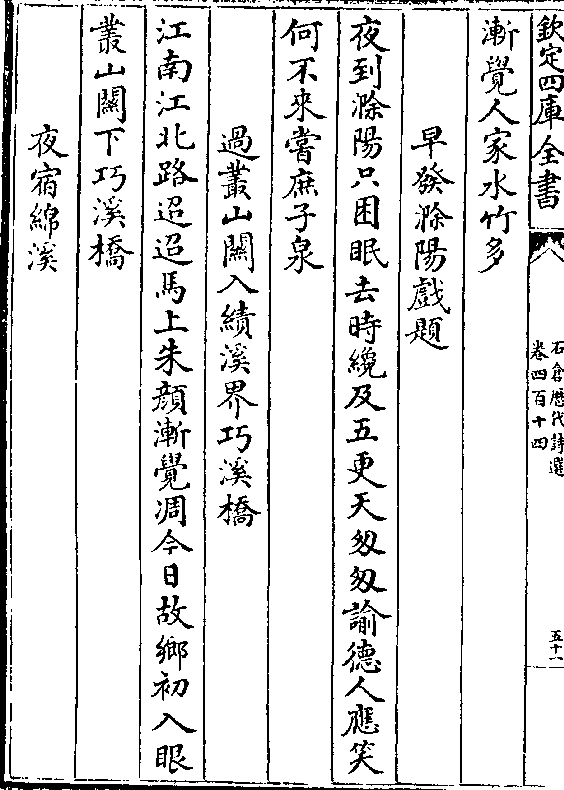 欽定四庫全書
石倉歷代詩選
卷四百十四
五十一
漸覺人家水竹多
早發滁陽戲題
夜到滁陽只困眠去時纔及五更天匆匆諭德人應笑
何不來嘗庶子泉
過叢山關入績溪界巧溪橋
江南江北路迢迢馬上朱顔漸覺凋今日故鄉初入眼
叢山關下巧溪橋
夜宿綿溪